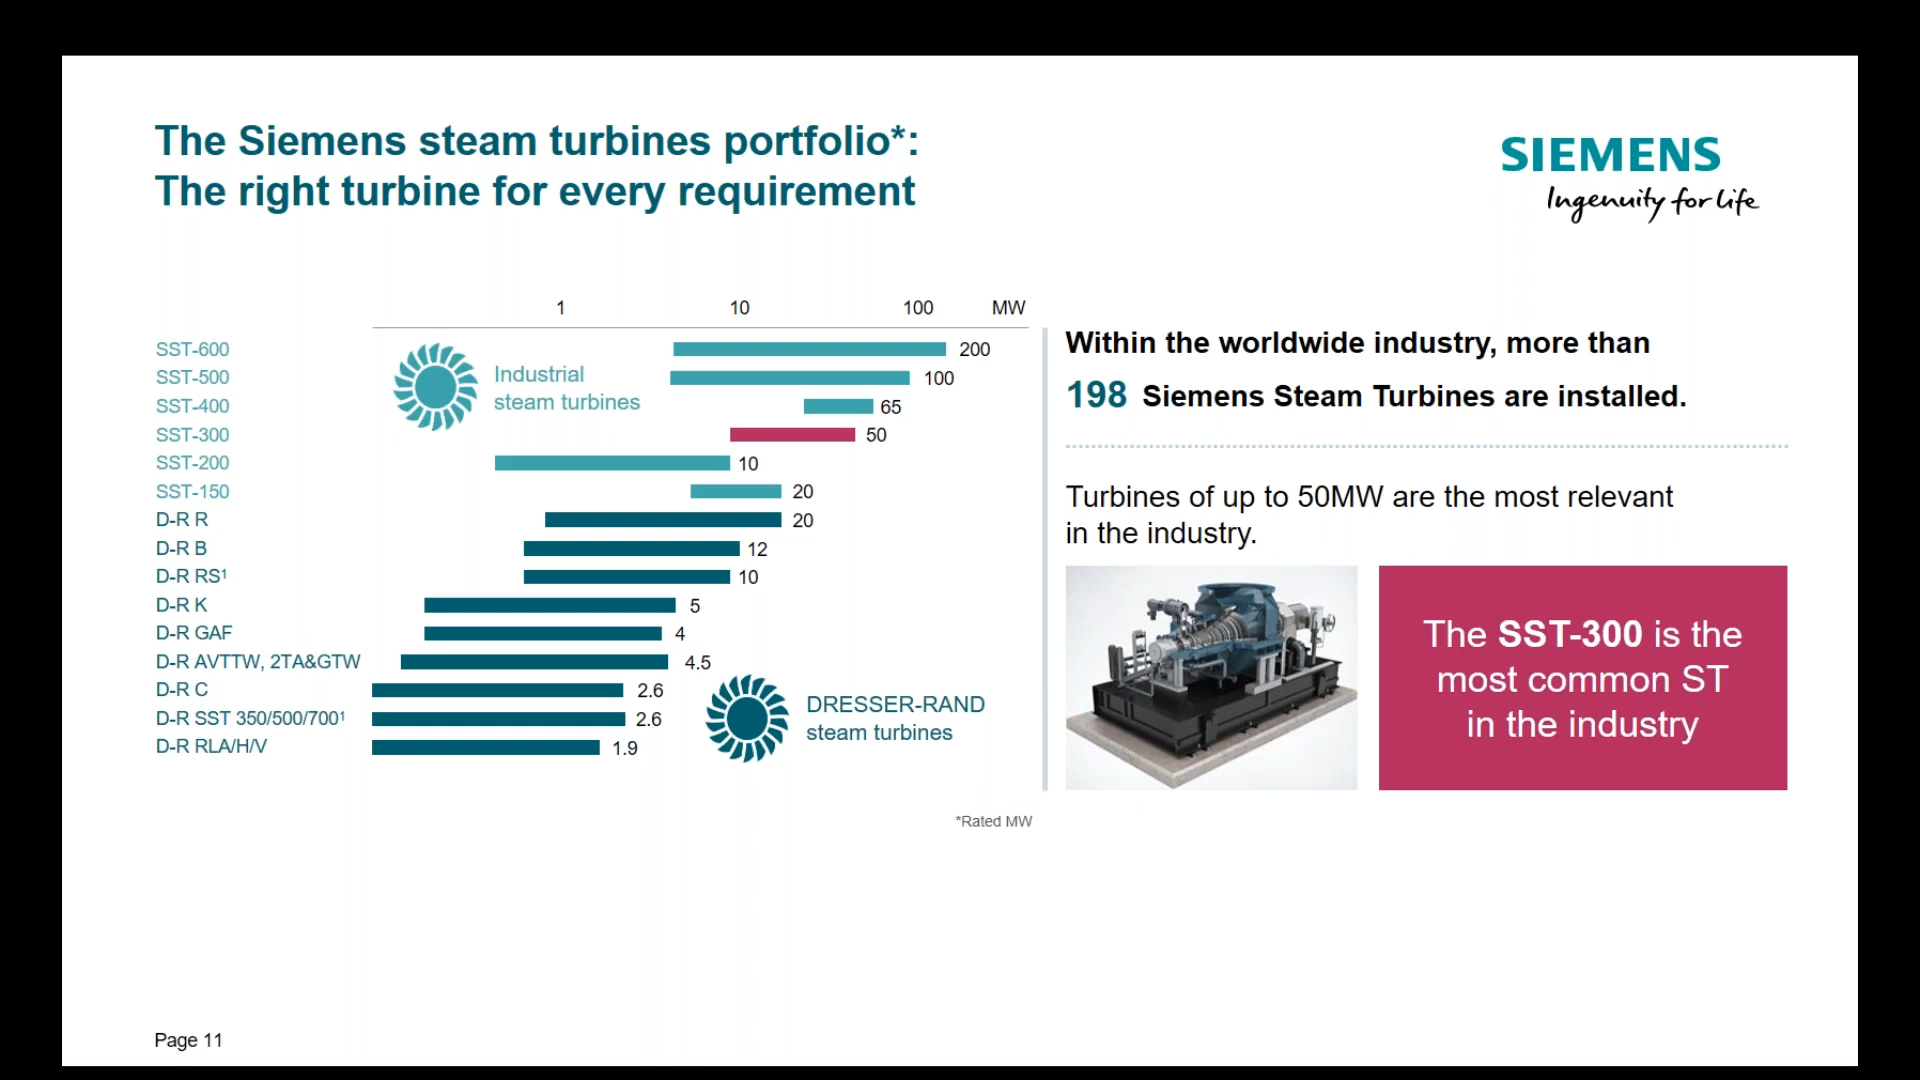 The Siemens steam turbines portfolio*:
The right turbine for every requirement
SIEMENS
Ingenuity for life
1 10 100 MW
SST-600 200
SST-500 100
SST-400 65
SST-300 50
SST-200 10
SST-150 20
D-R R 20
D-R B 12
D-R RS¹ 10
D-R K 5
D-R GAF 4
D-R AVTTW, 2TA&GTW 4.5
D-R C 2.6
D-R SST 350/500/700¹ 2.6
D-R RLA/H/V 1.9
Industrial
steam turbines
DRESSER-RAND
steam turbines
*Rated MW
Within the worldwide industry, more than
198 Siemens Steam Turbines are installed.
Turbines of up to 50MW are the most relevant
in the industry.
The SST-300 is the
most common ST
in the industry
Page 11